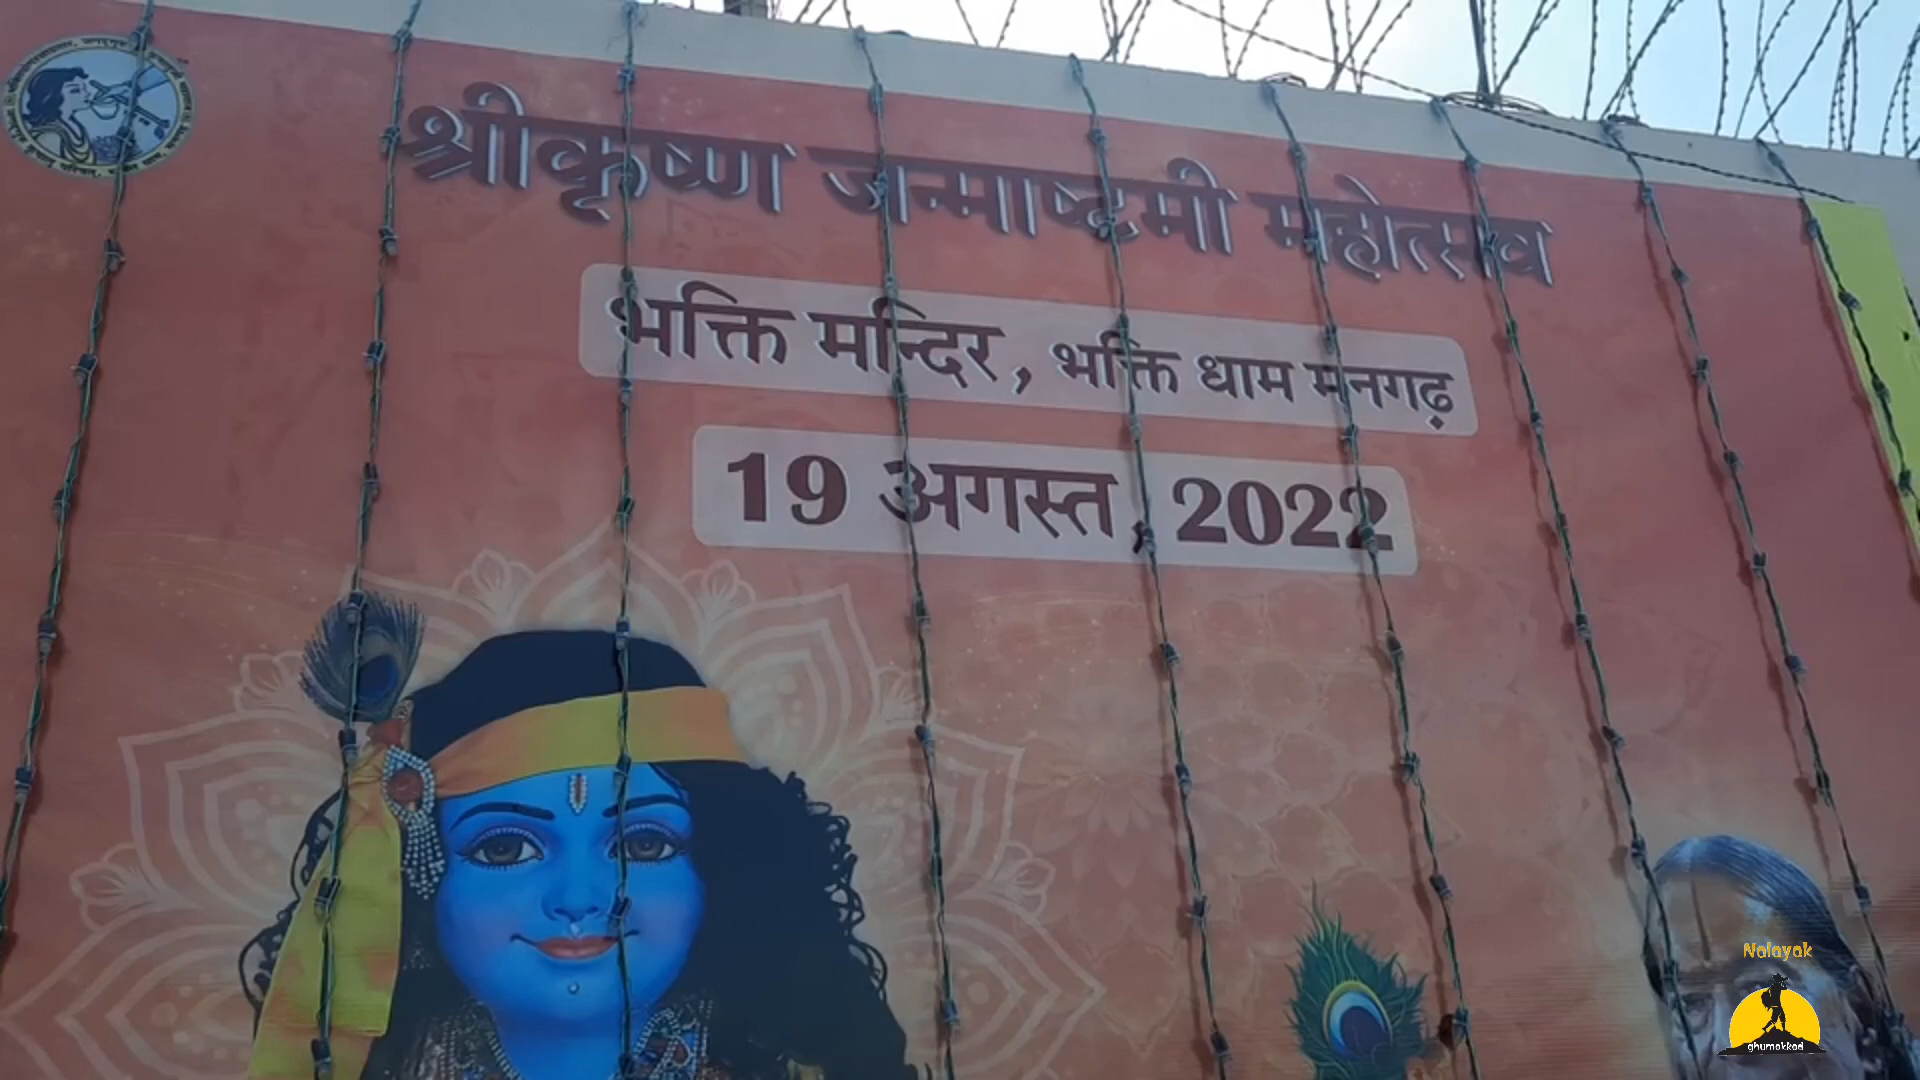 श्रीकृष्ण जन्माष्टमी महोत्सव
भक्ति मन्दिर, भक्ति धाम मनगढ़
19 अगस्त, 2022
Nalayak
ghumakkad